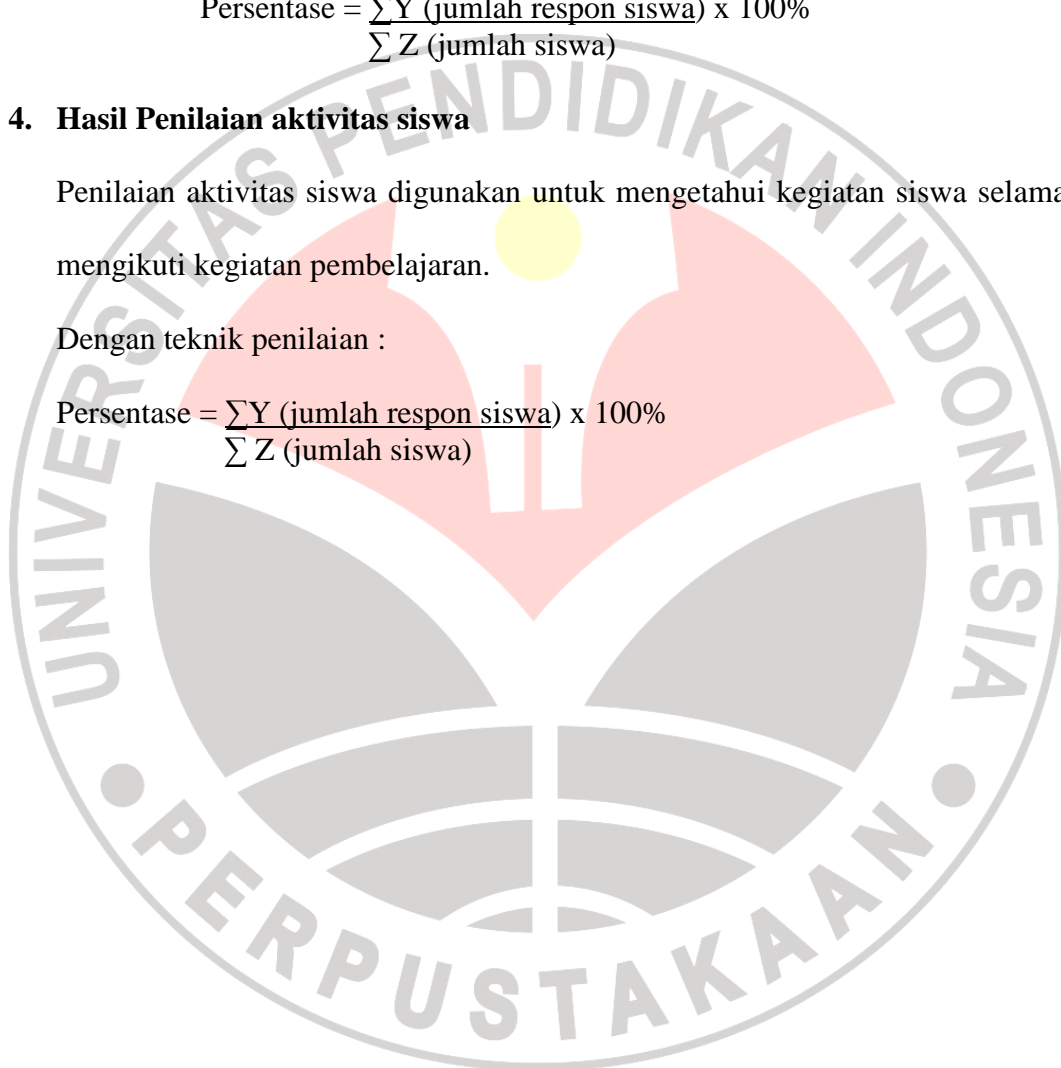 Persentase = ∑Y (jumlah respon siswa) x 100%
∑ Z (jumlah siswa)
4. Hasil Penilaian aktivitas siswa
Penilaian aktivitas siswa digunakan untuk mengetahui kegiatan siswa selama
mengikuti kegiatan pembelajaran.
Dengan teknik penilaian :
Persentase = ∑Y (jumlah respon siswa) x 100%
∑ Z (jumlah siswa)
UNIVERSITAS PENDIDIKAN INDONESIA
PERPUSTAKAAN